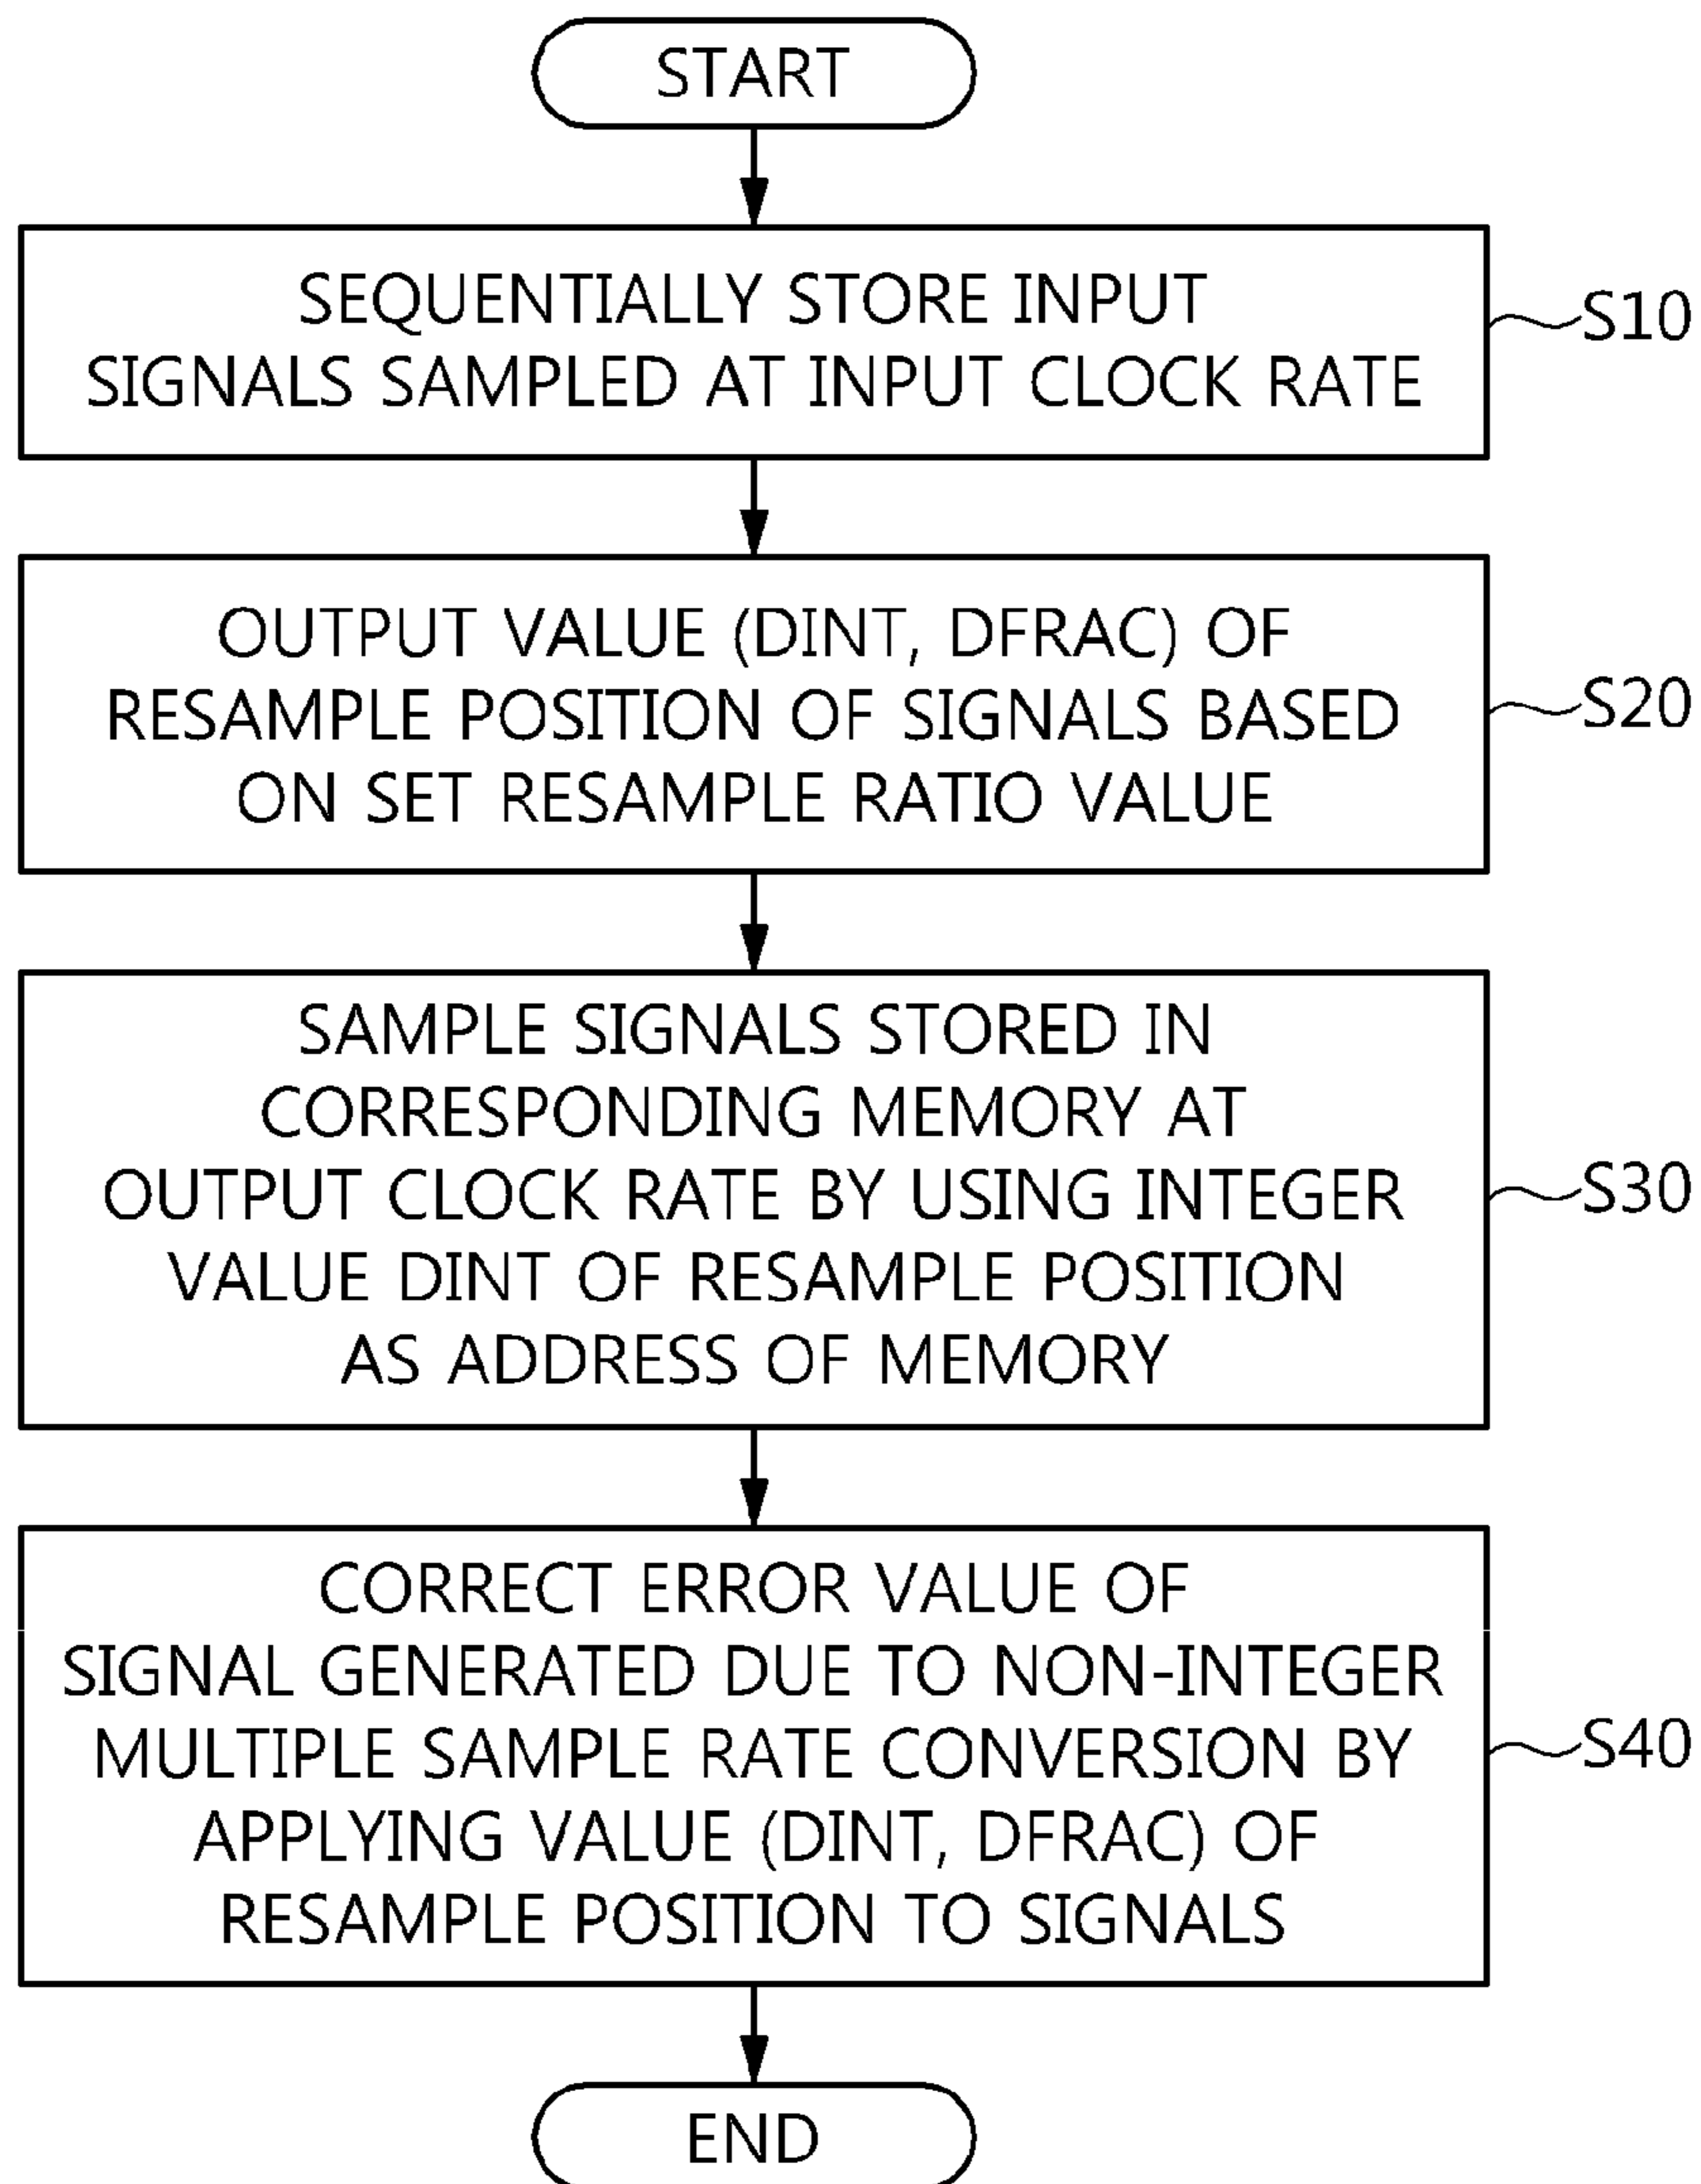 START
SEQUENTIALLY STORE INPUT
SIGNALS SAMPLED AT INPUT CLOCK RATE
S10
OUTPUT VALUE (DINT, DFRAC) OF
RESAMPLE POSITION OF SIGNALS BASED
ON SET RESAMPLE RATIO VALUE
S20
SAMPLE SIGNALS STORED IN
CORRESPONDING MEMORY AT
OUTPUT CLOCK RATE BY USING INTEGER
VALUE DINT OF RESAMPLE POSITION
AS ADDRESS OF MEMORY
S30
CORRECT ERROR VALUE OF
SIGNAL GENERATED DUE TO NON-INTEGER
MULTIPLE SAMPLE RATE CONVERSION BY
APPLYING VALUE (DINT, DFRAC) OF
RESAMPLE POSITION TO SIGNALS
S40
END